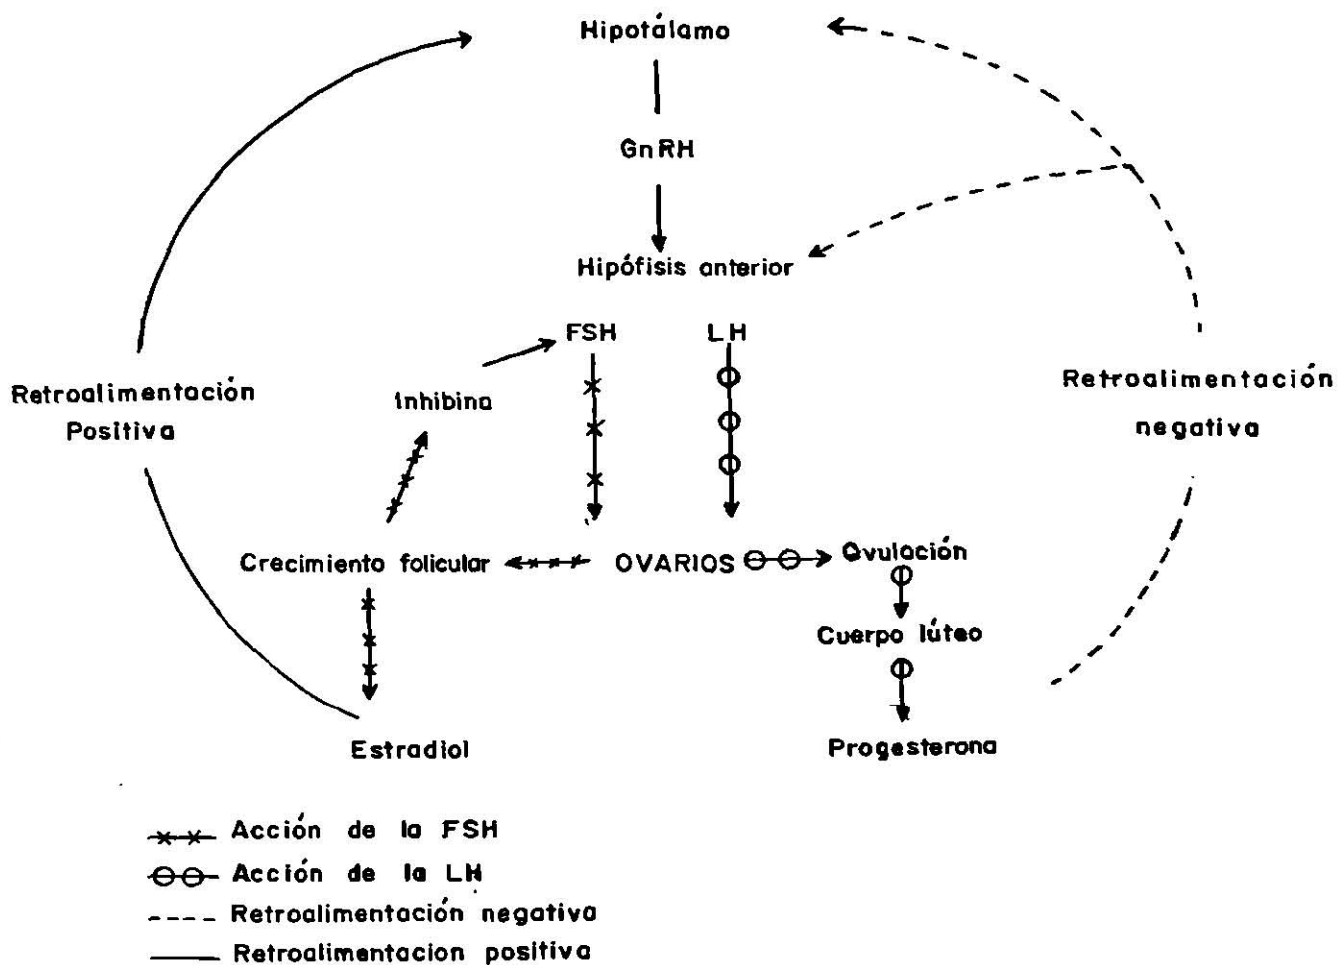 Hipotálamo
GnRH
Hipófisis anterior
FSH LH
Retroalimentación
Positiva
Inhibina
Retroalimentación
negativa
Crecimiento folicular
OVARIOS
Ovulación
Cuerpo lúteo
Estradiol
Progesterona
Acción de la FSH
Acción de la LH
Retroalimentación negativa
Retroalimentacion positiva